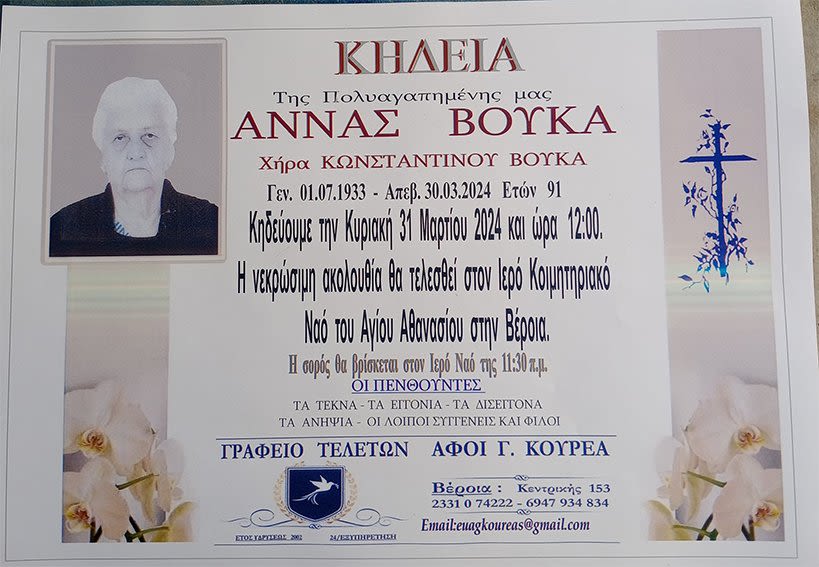 ΚΗΔΕΙΑ
Της Πολυαγαπημένης μας
ΑΝΝΑΣ ΒΟΥΚΑ
Χήρα ΚΩΝΣΤΑΝΤΙΝΟΥ ΒΟΥΚΑ
Γεν. 01.07.1933 - Απεβ. 30.03.2024 Ετών 91
Κηδεύουμε την Κυριακή 31 Μαρτίου 2024 και ώρα 12:00.
Η νεκρώσιμη ακολουθία θα τελεσθεί στον Ιερό Κοιμητηριακό
Ναό του Αγίου Αθανασίου στην Βέροια.
Η σορός θα βρίσκεται στον Ιερό Ναό της 11:30 π.μ.
ΟΙ ΠΕΝΘΟΥΝΤΕΣ
ΤΑ ΤΕΚΝΑ - ΤΑ ΕΓΓΟΝΙΑ - ΤΑ ΔΙΣΕΓΓΟΝΑ
ΤΑ ΑΝΗΨΙΑ - ΟΙ ΛΟΙΠΟΙ ΣΥΓΓΕΝΕΙΣ ΚΑΙ ΦΙΛΟΙ
ΓΡΑΦΕΙΟ ΤΕΛΕΤΩΝ ΑΦΟΙ Γ. ΚΟΥΡΕΑ
Βέροια : Κεντρικής 153
2331 0 74222 - 6947 934 834
Email:euagkoureas@gmail.com
ΕΤΟΣ ΥΔΡΥΣΕΩΣ 2002 24/ΕΞΥΠΗΡΕΤΗΣΗ